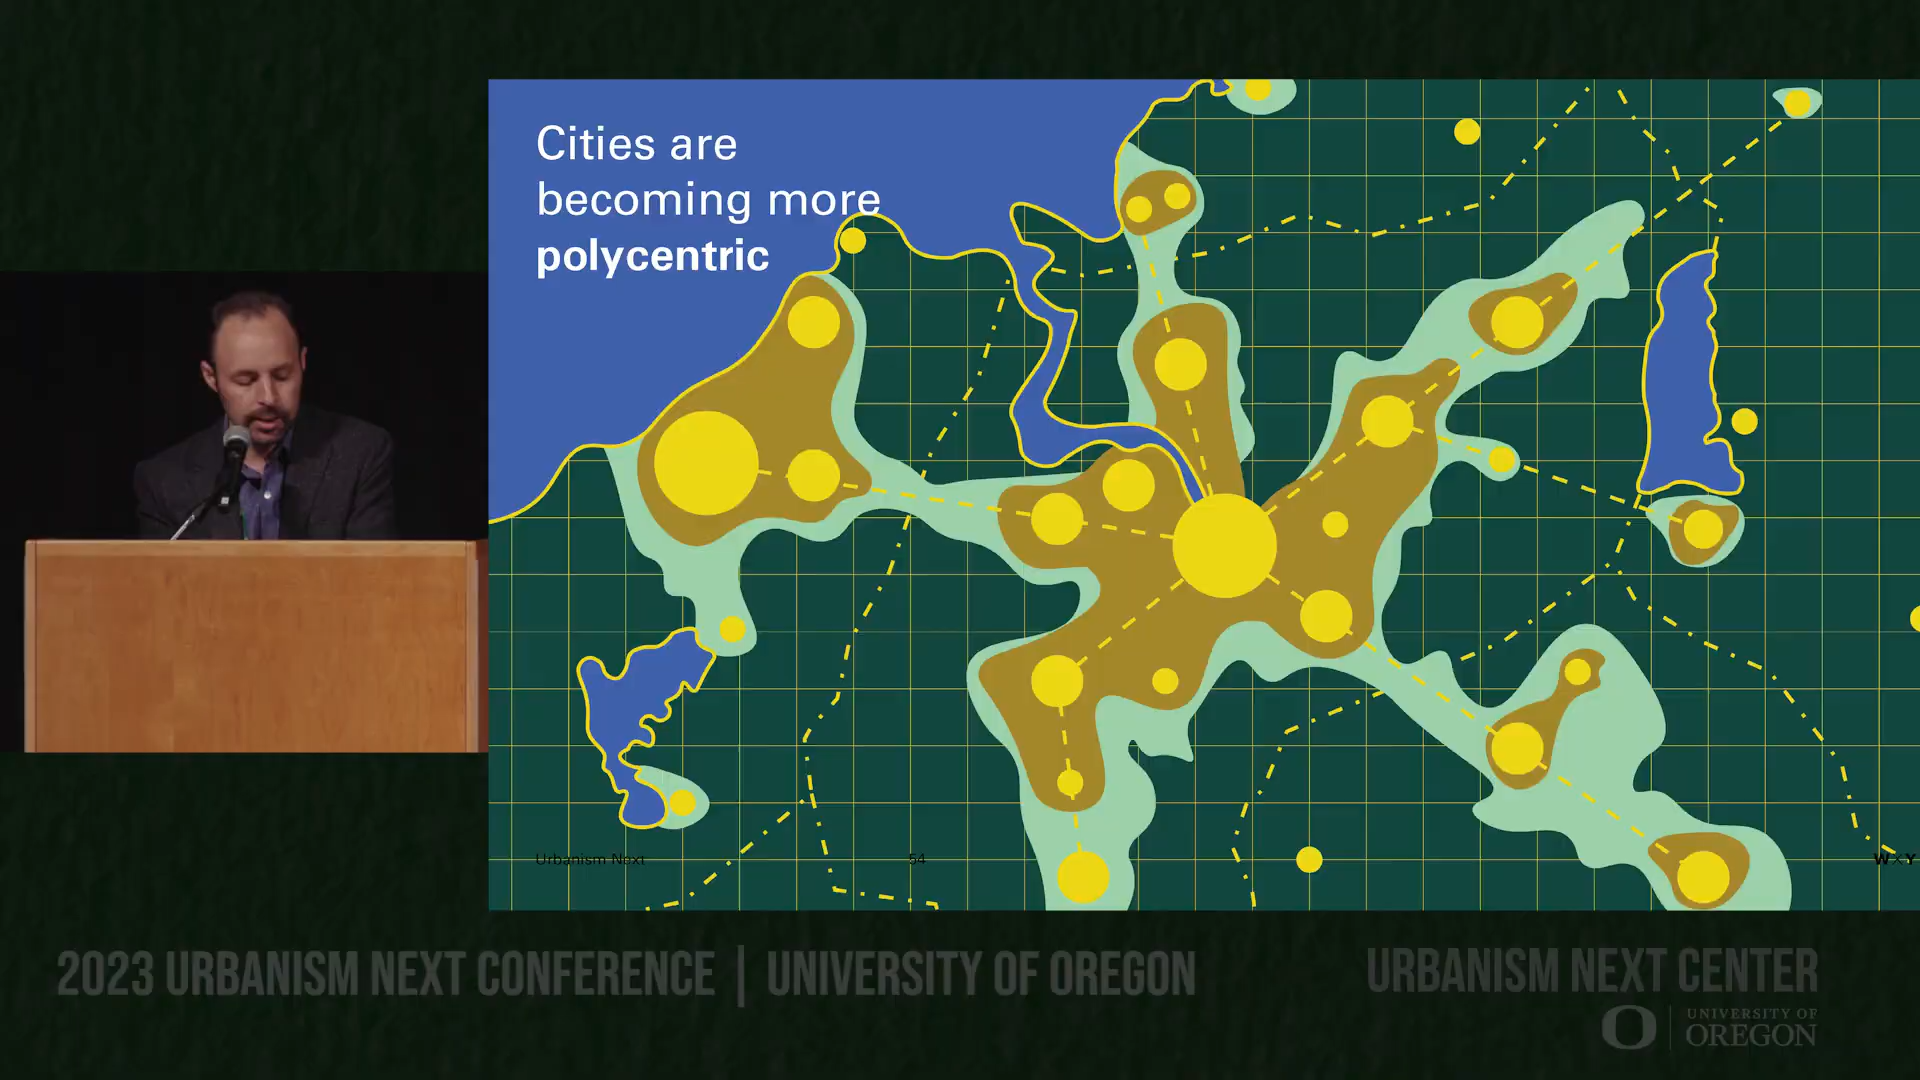 Cities are
becoming more
polycentric
Urbanism Next
54
WXY
2023 URBANISM NEXT CONFERENCE | UNIVERSITY OF OREGON
URBANISM NEXT CENTER
O
UNIVERSITY OF
OREGON